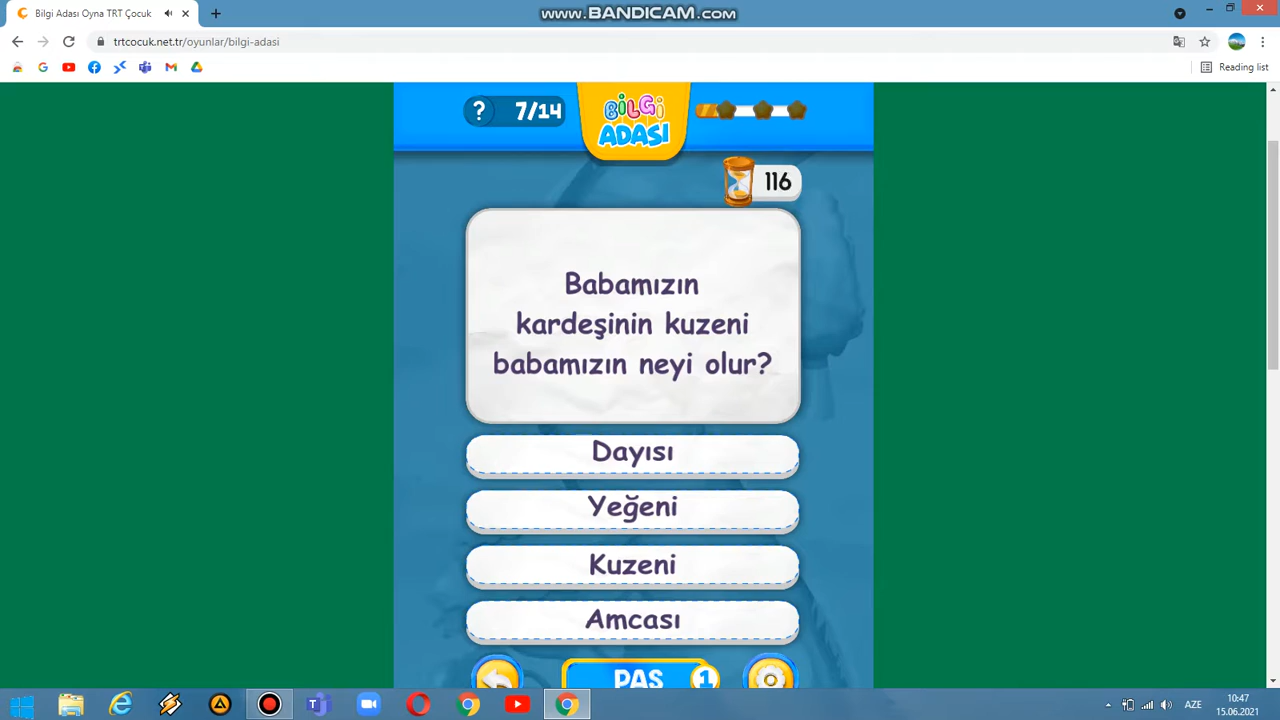 Bilgi Adası Oyna TRT Çocuk
www.BANDICAM.com
trtcocuk.net.tr/oyunlar/bilgi-adasi
Reading list
? 7/14
BİLGİ
ADASI
116
Babamızın
kardeşinin kuzeni
babamızın neyi olur?
Dayısı
Yeğeni
Kuzeni
Amcası
PAS 1
AZE
10:47
15.06.2021